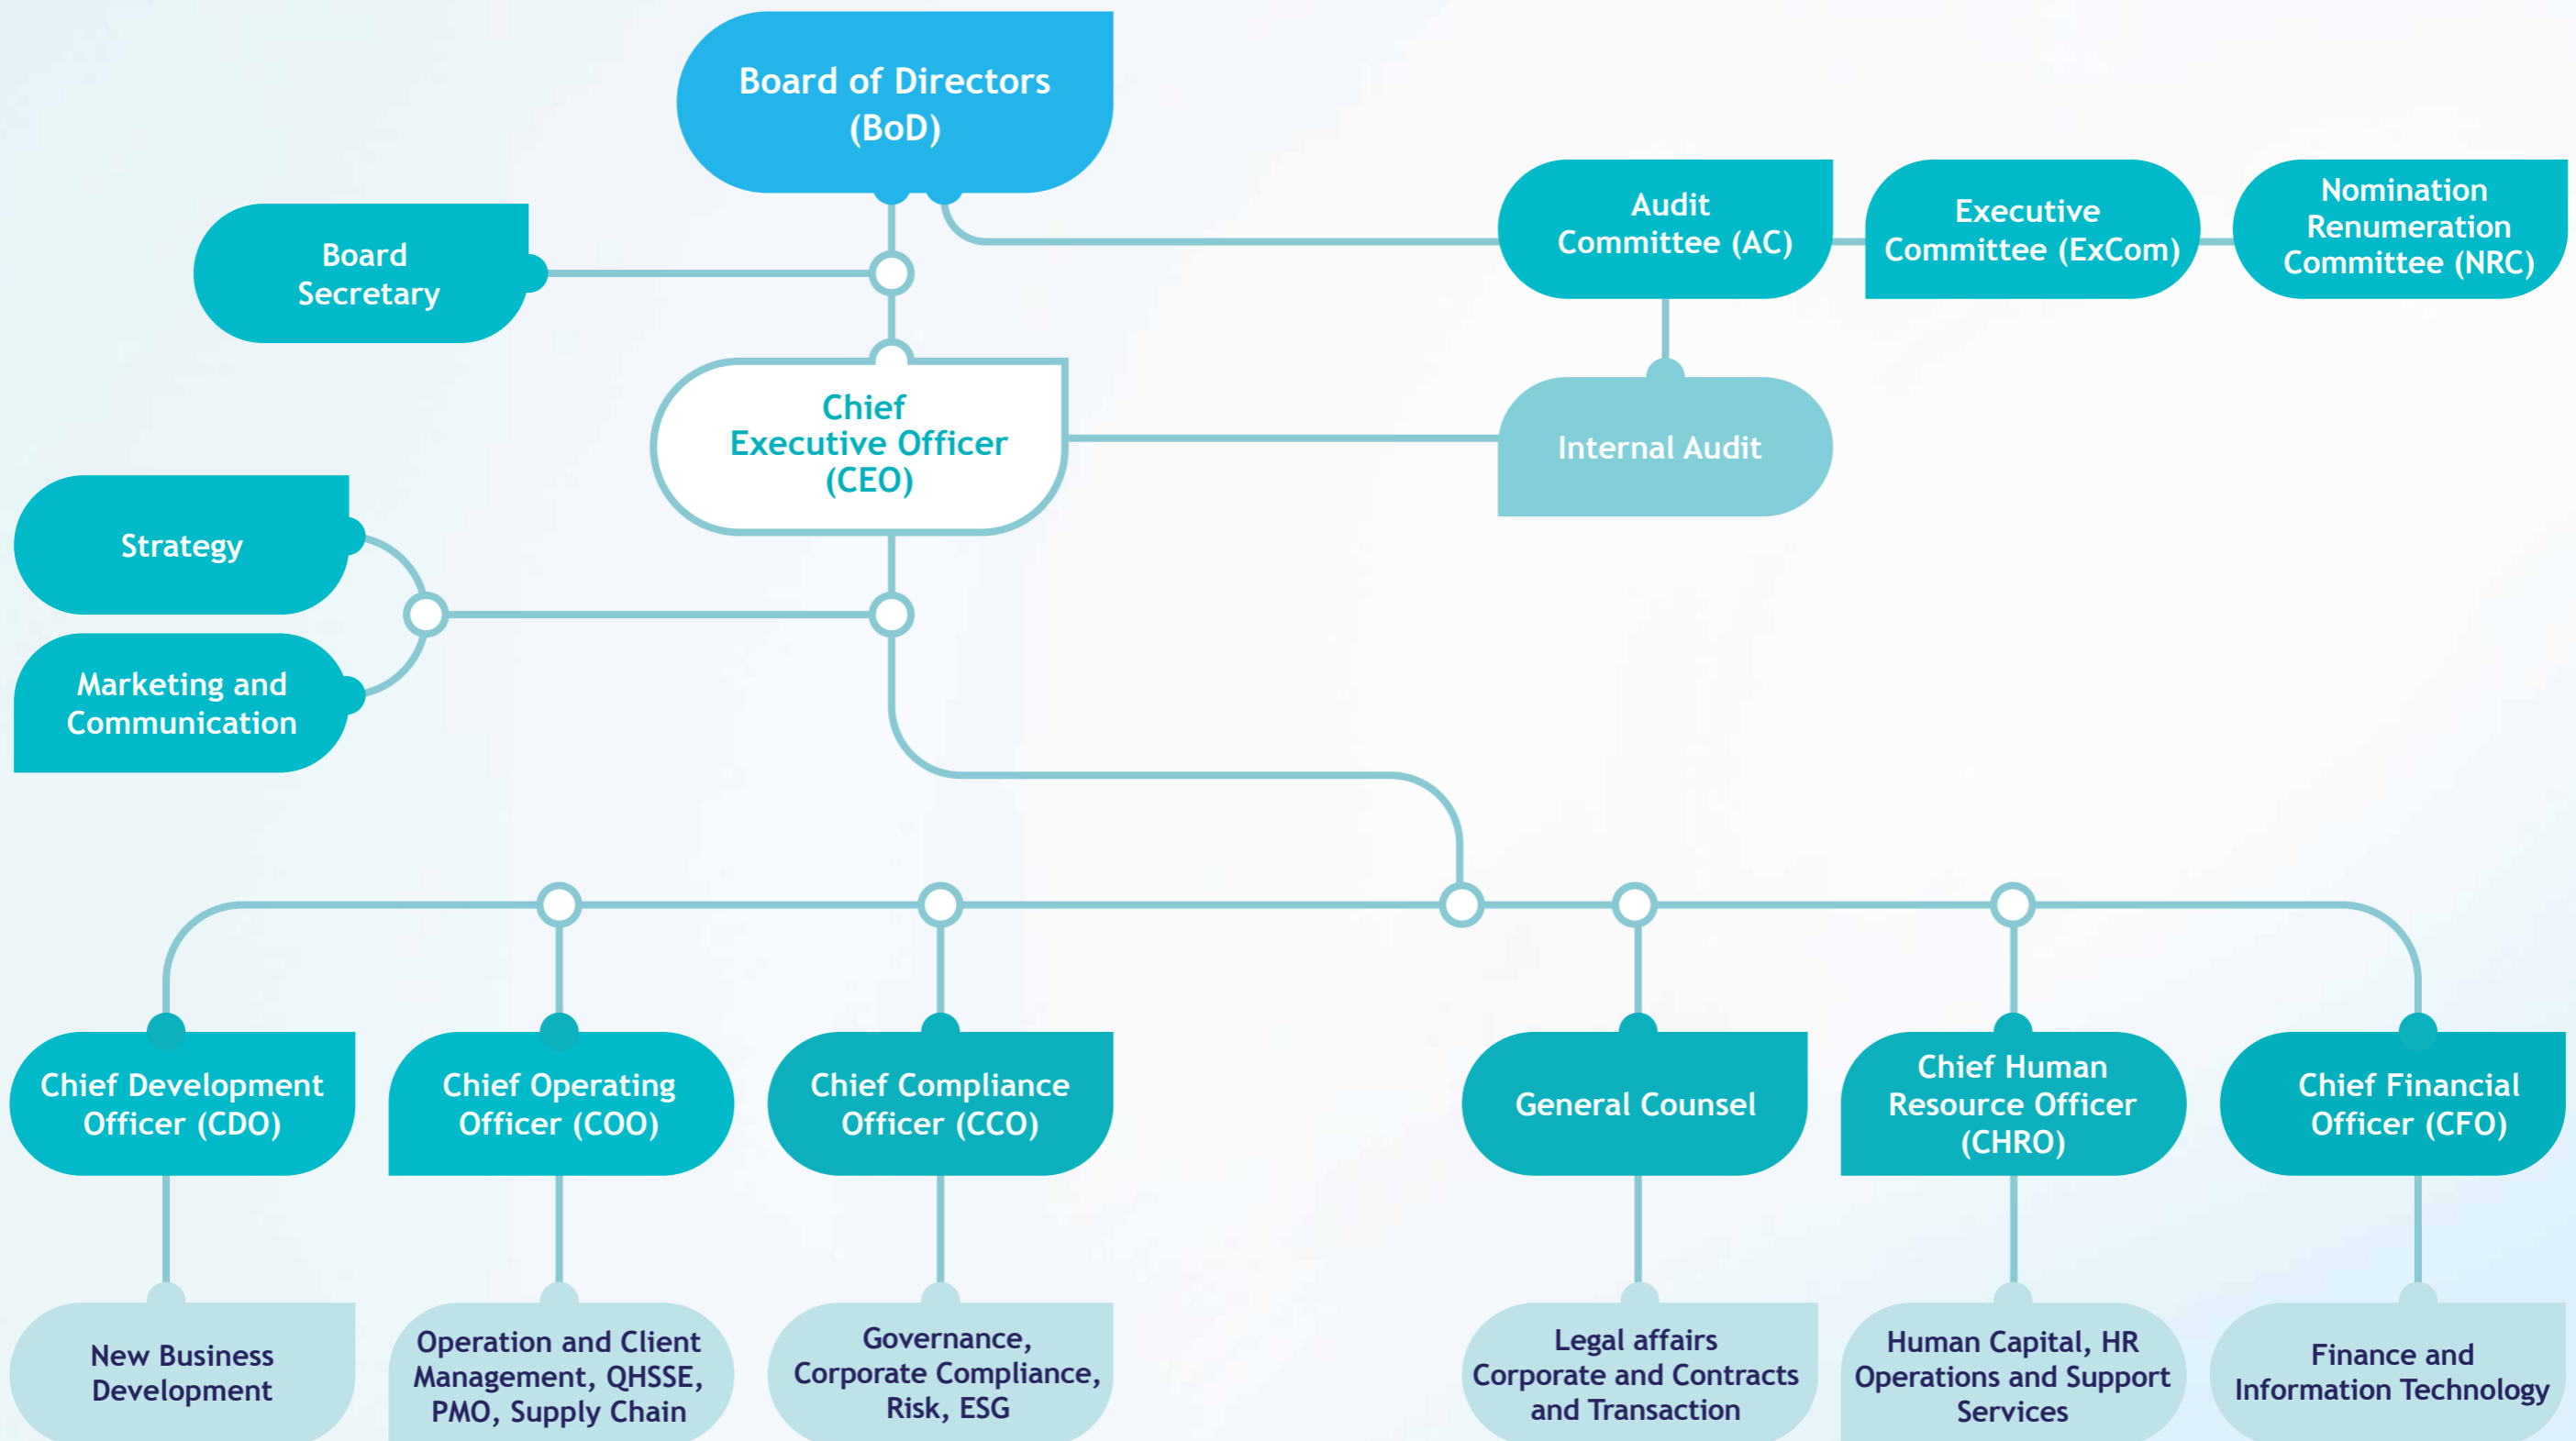 Board of Directors
(BoD)
Board
Secretary
Audit
Committee (AC)
Executive
Committee (ExCom)
Nomination
Renumeration
Committee (NRC)
Chief
Executive Officer
(CEO)
Internal Audit
Strategy
Marketing and
Communication
Chief Development
Officer (CDO)
Chief Operating
Officer (COO)
Chief Compliance
Officer (CCO)
General Counsel
Chief Human
Resource Officer
(CHRO)
Chief Financial
Officer (CFO)
New Business
Development
Operation and Client
Management, QHSSE,
PMO, Supply Chain
Governance,
Corporate Compliance,
Risk, ESG
Legal affairs
Corporate and Contracts
and Transaction
Human Capital, HR
Operations and Support
Services
Finance and
Information Technology